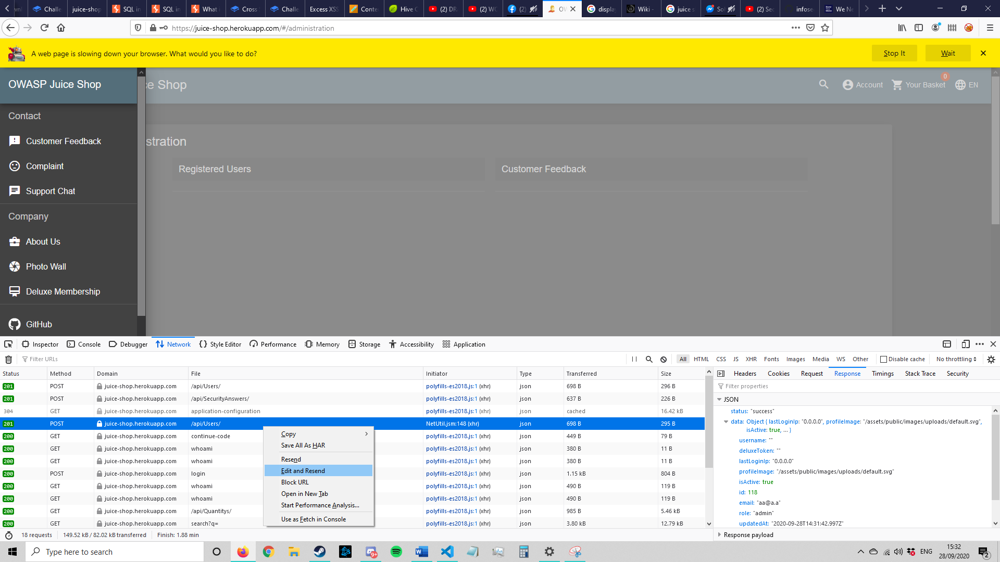 Challe
juice-shop
SQL in
SQL in
What i
Cross
Challe
Excess XSS
Conte
Hive C
(2) DR
(2) WO
(2)
OW
display
Wiki -
juice s
Sol
(2) Sec
infose
We Ne
https://juice-shop.herokuapp.com/#/administration
A web page is slowing down your browser. What would you like to do?
Stop It
Wait
OWASP Juice Shop
ce Shop
Account
Your Basket
0
EN
Contact
Customer Feedback
Complaint
Support Chat
Company
About Us
Photo Wall
Deluxe Membership
GitHub
stration
Registered Users
Customer Feedback
Inspector
Console
Debugger
Network
Style Editor
Performance
Memory
Storage
Accessibility
Application
Filter URLs
All
HTML
CSS
JS
XHR
Fonts
Images
Media
WS
Other
Disable cache
No throttling
Status Method Domain File Initiator Type Transferred Size
201 POST juice-shop.herokuapp.com /api/Users/ polyfills-es2018.js:1 (xhr) json 698 B 296 B
201 POST juice-shop.herokuapp.com /api/SecurityAnswers/ polyfills-es2018.js:1 (xhr) json 637 B 226 B
304 GET juice-shop.herokuapp.com application-configuration polyfills-es2018.js:1 (xhr) json cached 16.42 kB
201 POST juice-shop.herokuapp.com /api/Users/ NetUtil.jsm:148 (xhr) json 698 B 295 B
200 GET juice-shop.herokuapp.com continue-code polyfills-es2018.js:1 (xhr) json 449 B 79 B
200 GET juice-shop.herokuapp.com whoami polyfills-es2018.js:1 (xhr) json 380 B 11 B
200 GET juice-shop.herokuapp.com whoami polyfills-es2018.js:1 (xhr) json 380 B 11 B
200 POST juice-shop.herokuapp.com login polyfills-es2018.js:1 (xhr) json 1.15 kB 804 B
200 GET juice-shop.herokuapp.com whoami polyfills-es2018.js:1 (xhr) json 490 B 119 B
200 GET juice-shop.herokuapp.com whoami polyfills-es2018.js:1 (xhr) json 490 B 119 B
200 GET juice-shop.herokuapp.com /api/Quantitys/ polyfills-es2018.js:1 (xhr) json 985 B 5.46 kB
200 GET juice-shop.herokuapp.com search?q= polyfills-es2018.js:1 (xhr) json 3.80 kB 12.79 kB
Copy
Save All As HAR
Resend
Edit and Resend
Block URL
Open in New Tab
Start Performance Analysis...
Use as Fetch in Console
18 requests
149.52 kB / 82.02 kB transferred
Finish: 1.88 min
Headers
Cookies
Request
Response
Timings
Stack Trace
Security
Filter properties
JSON
status: "success"
data: Object { lastLoginIp: "0.0.0.0", profileImage: "/assets/public/images/uploads/default.svg",
isActive: true, ... }
username: ""
deluxeToken: ""
lastLoginIp: "0.0.0.0"
profileImage: "/assets/public/images/uploads/default.svg"
isActive: true
id: 118
email: "aa@a.a"
role: "admin"
updatedAt: "2020-09-28T14:31:42.997Z"
Response payload
Type here to search
9+
ENG
15:32
28/09/2020
2